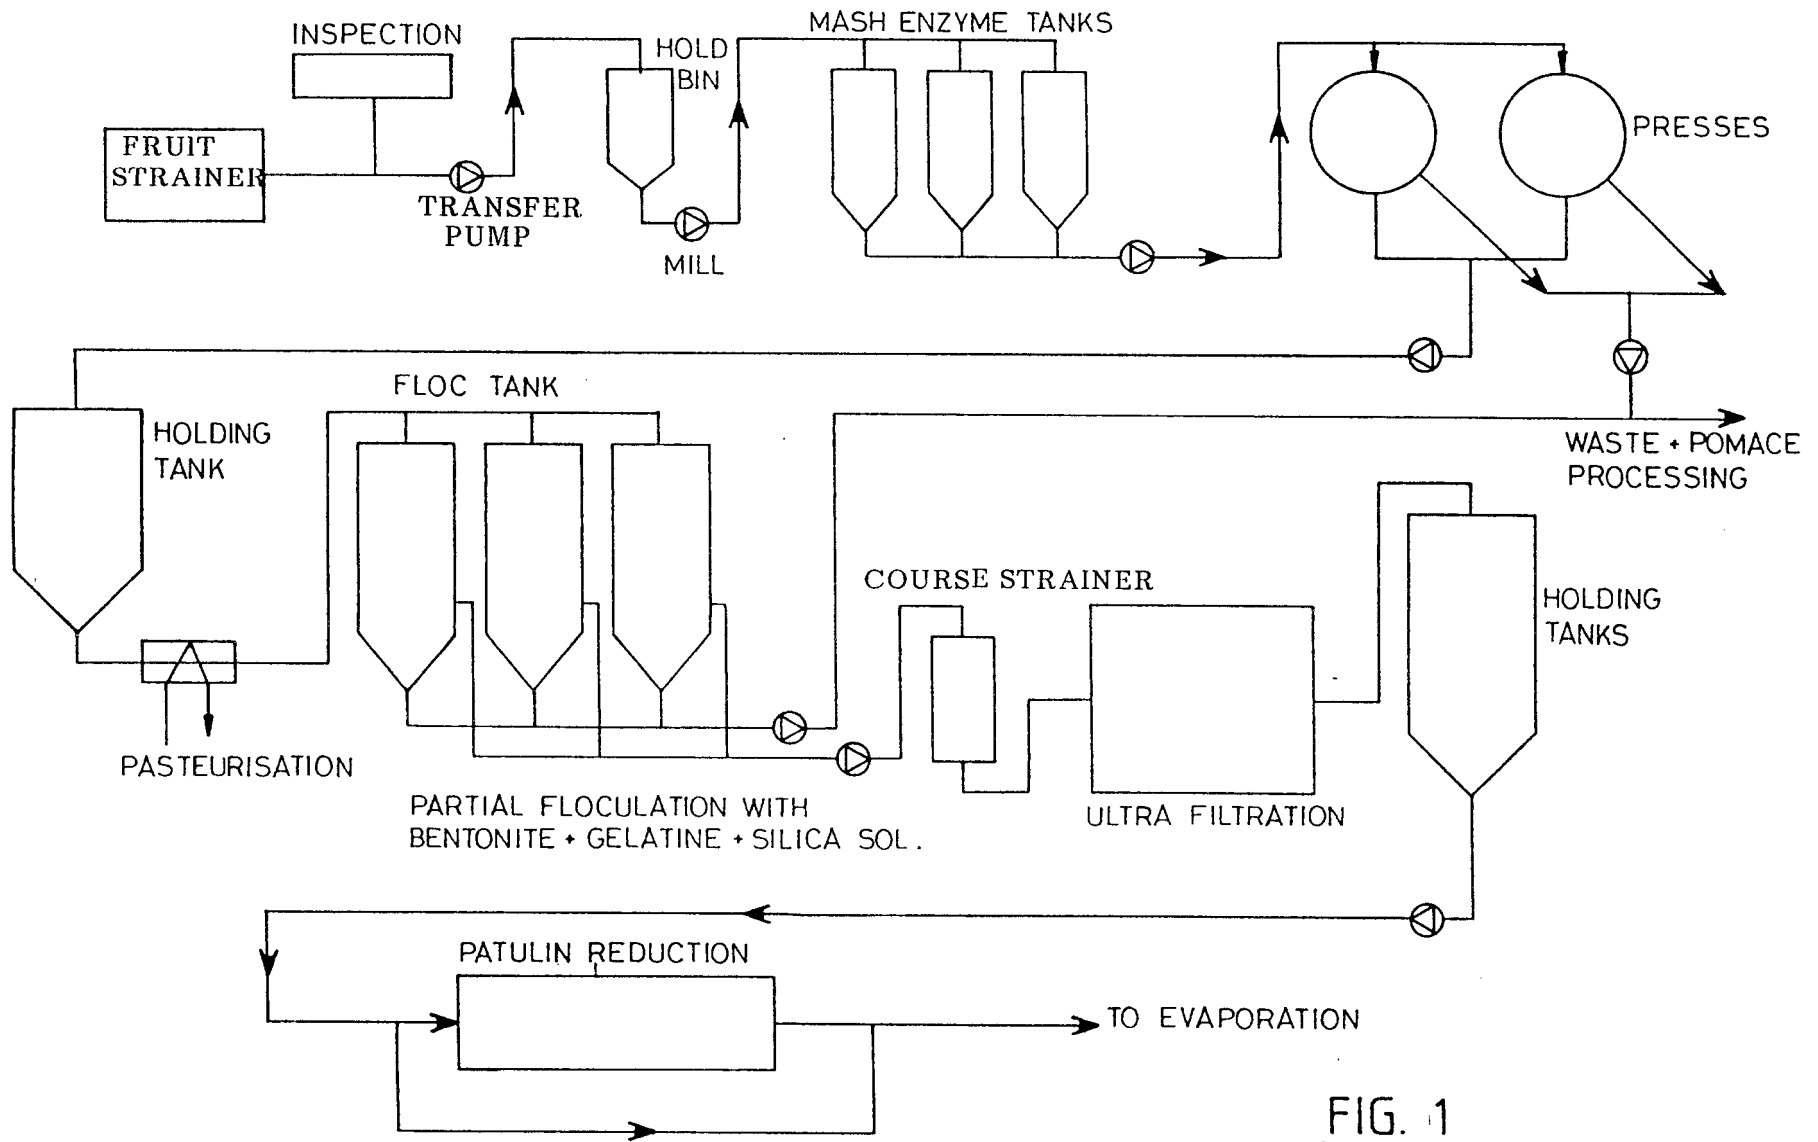 INSPECTION
FRUIT
STRAINER
TRANSFER
PUMP
HOLD
BIN
MILL
MASH ENZYME TANKS
PRESSES
HOLDING
TANK
FLOC TANK
WASTE + POMACE
PROCESSING
PASTEURISATION
PARTIAL FLOCULATION WITH
BENTONITE + GELATINE + SILICA SOL.
COURSE STRAINER
ULTRA FILTRATION
HOLDING
TANKS
PATULIN REDUCTION
TO EVAPORATION
FIG. 1